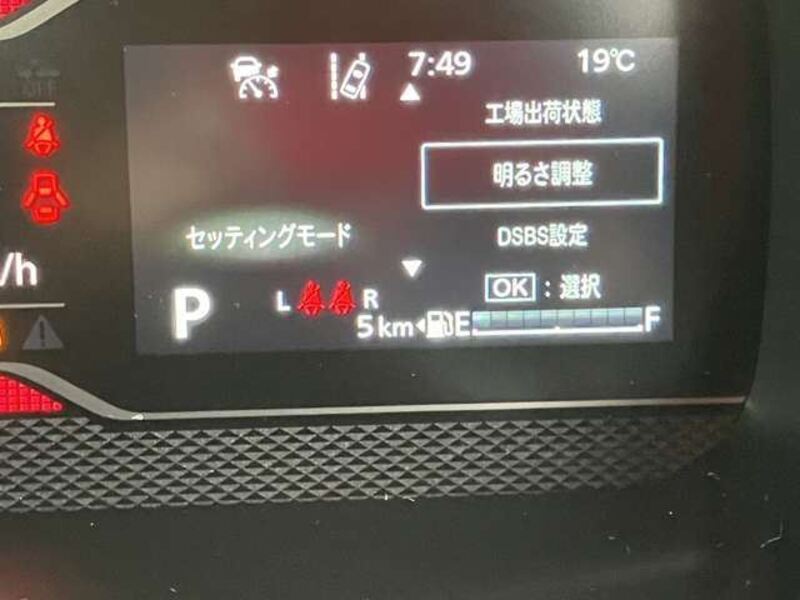 7:49 19℃
OFF
工場出荷状態
明るさ調整
セッティングモード
DSBS設定
/h
OK : 選択
P
L R
5km E F